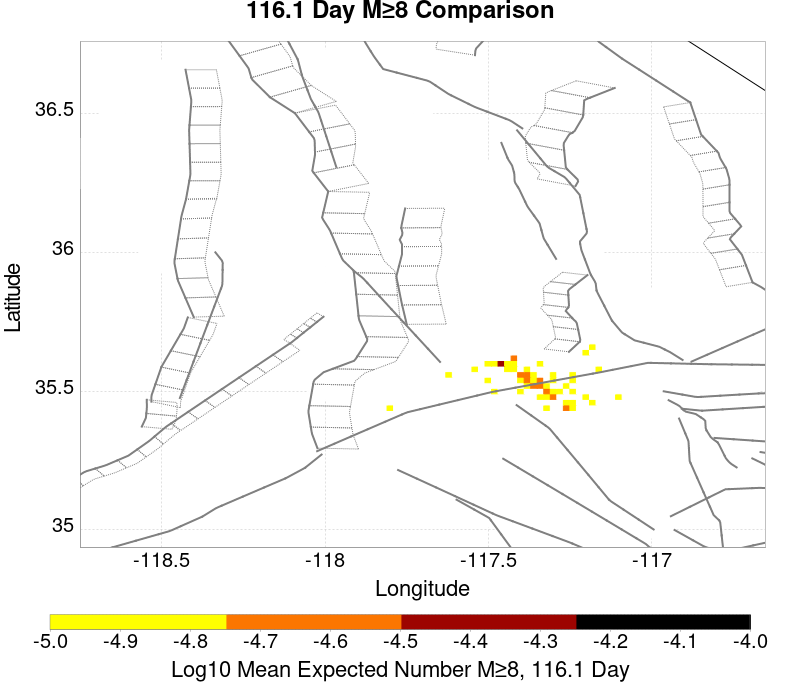 116.1 Day M≥8 Comparison
36.5
36
35.5
35
Latitude
-118.5 -118 -117.5 -117
Longitude
-5.0 -4.9 -4.8 -4.7 -4.6 -4.5 -4.4 -4.3 -4.2 -4.1 -4.0
Log10 Mean Expected Number M≥8, 116.1 Day